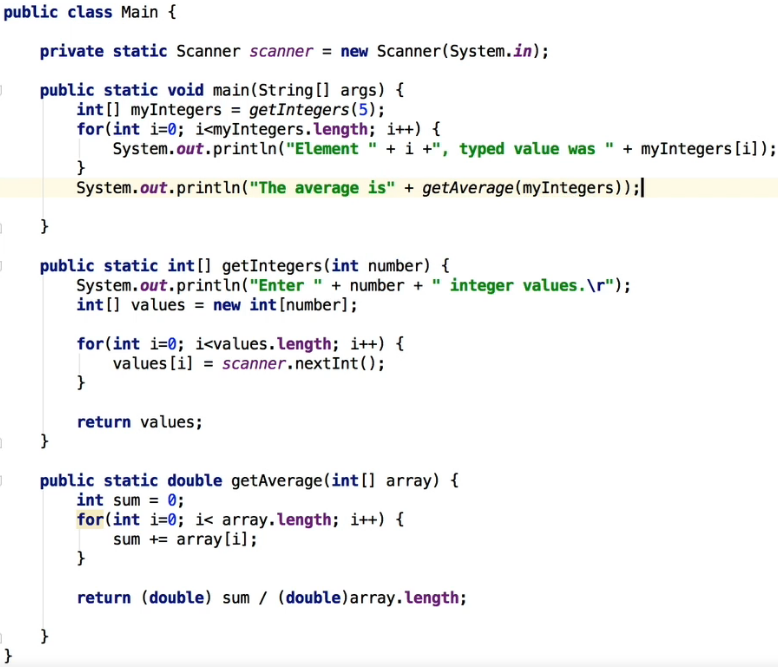 public class Main {
    private static Scanner scanner = new Scanner(System.in);
    public static void main(String[] args) {
        int[] myIntegers = getIntegers(5);
        for(int i=0; i<myIntegers.length; i++) {
            System.out.println("Element " + i +", typed value was " + myIntegers[i]);
        }
        System.out.println("The average is" + getAverage(myIntegers));
    }
    public static int[] getIntegers(int number) {
        System.out.println("Enter " + number + " integer values.\r");
        int[] values = new int[number];
        for(int i=0; i<values.length; i++) {
            values[i] = scanner.nextInt();
        }
        return values;
    }
    public static double getAverage(int[] array) {
        int sum = 0;
        for(int i=0; i< array.length; i++) {
            sum += array[i];
        }
        return (double) sum / (double)array.length;
    }
}